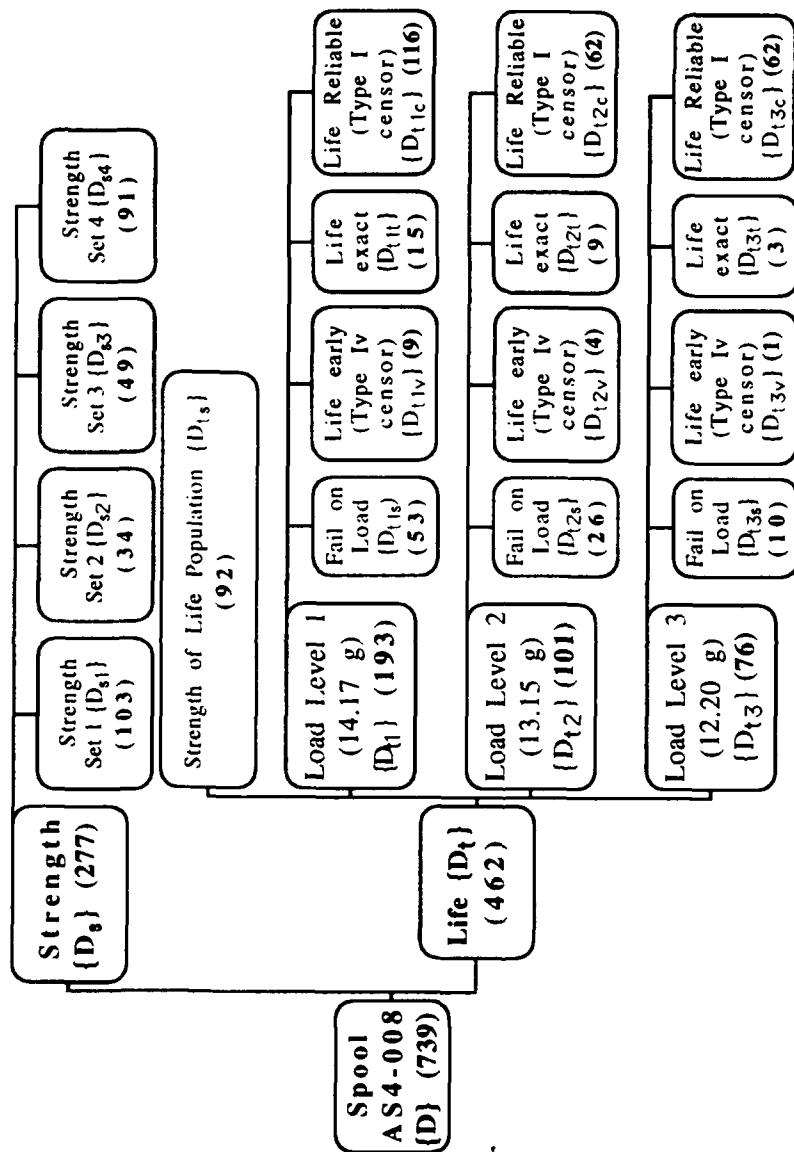 Spool
AS4-008
{D} (739)
Strength
{Ds} (277)
Strength
Set 1 {Ds1}
(103)
Strength
Set 2 {Ds2}
(34)
Strength
Set 3 {Ds3}
(49)
Strength
Set 4 {Ds4}
(91)
Life {Dt}
(462)
Strength of Life Population {Dts}
(92)
Load Level 1
(14.17 g)
{Dt1} (193)
Fail on
Load
{Dt1s}
(53)
Life early
(Type Iv
censor)
{Dt1v} (9)
Life
exact
{Dt1t}
(15)
Life Reliable
(Type I
censor)
{Dt1c} (116)
Load Level 2
(13.15 g)
{Dt2} (101)
Fail on
Load
{Dt2s}
(26)
Life early
(Type Iv
censor)
{Dt2v} (4)
Life
exact
{Dt2t}
(9)
Life Reliable
(Type I
censor)
{Dt2c} (62)
Load Level 3
(12.20 g)
{Dt3} (76)
Fail on
Load
{Dt3s}
(10)
Life early
(Type Iv
censor)
{Dt3v} (1)
Life
exact
{Dt3t}
(3)
Life Reliable
(Type I
censor)
{Dt3c} (62)